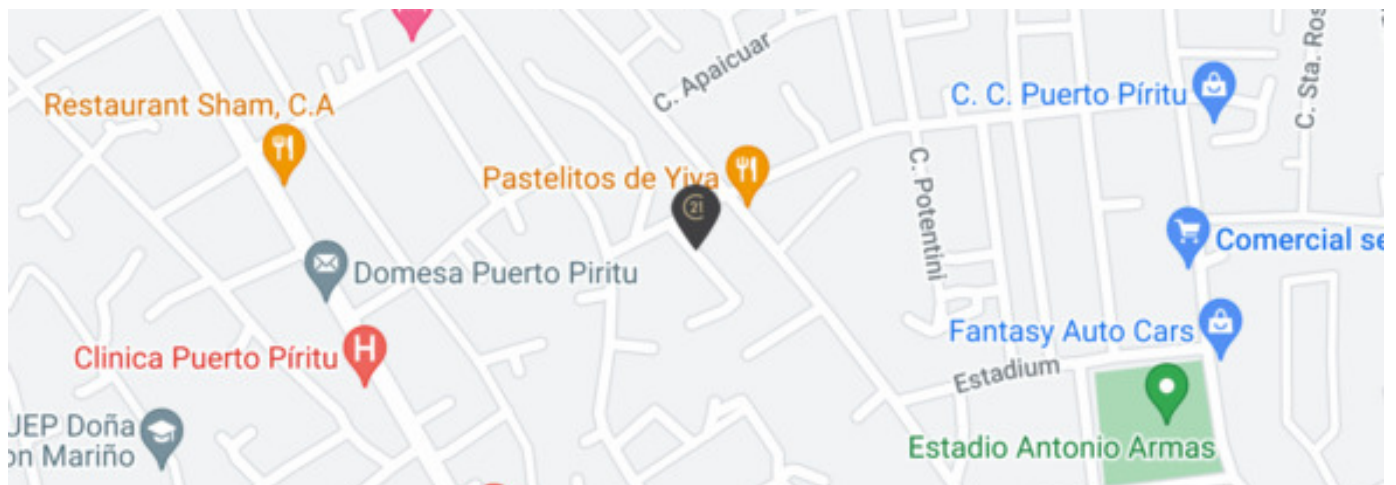 C. Apaicuar
C. Sta. Ros
Restaurant Sham, C.A
C. C. Puerto Píritu
Pastelitos de Yiya
C. Potentini
21
Comercial se
Domesa Puerto Piritu
Fantasy Auto Cars
Clinica Puerto Píritu
H
Estadium
JEP Doña
on Mariño
Estadio Antonio Armas